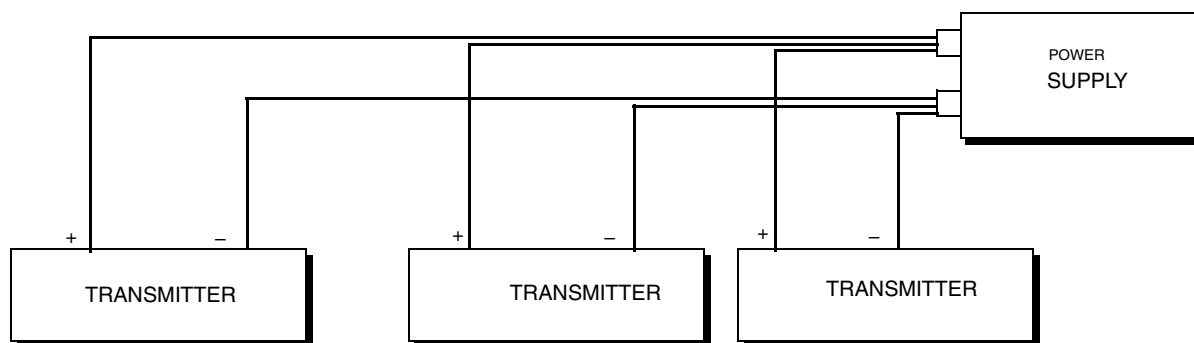 POWER
SUPPLY
+
–
+
–
+
–
TRANSMITTER
TRANSMITTER
TRANSMITTER